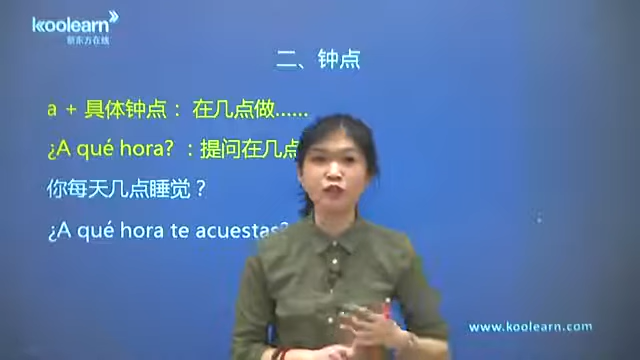 koolearn
新东方在线
二、钟点
a + 具体钟点： 在几点做……
¿A qué hora? ：提问在几点
你每天几点睡觉？
¿A qué hora te acuestas?
www.koolearn.com